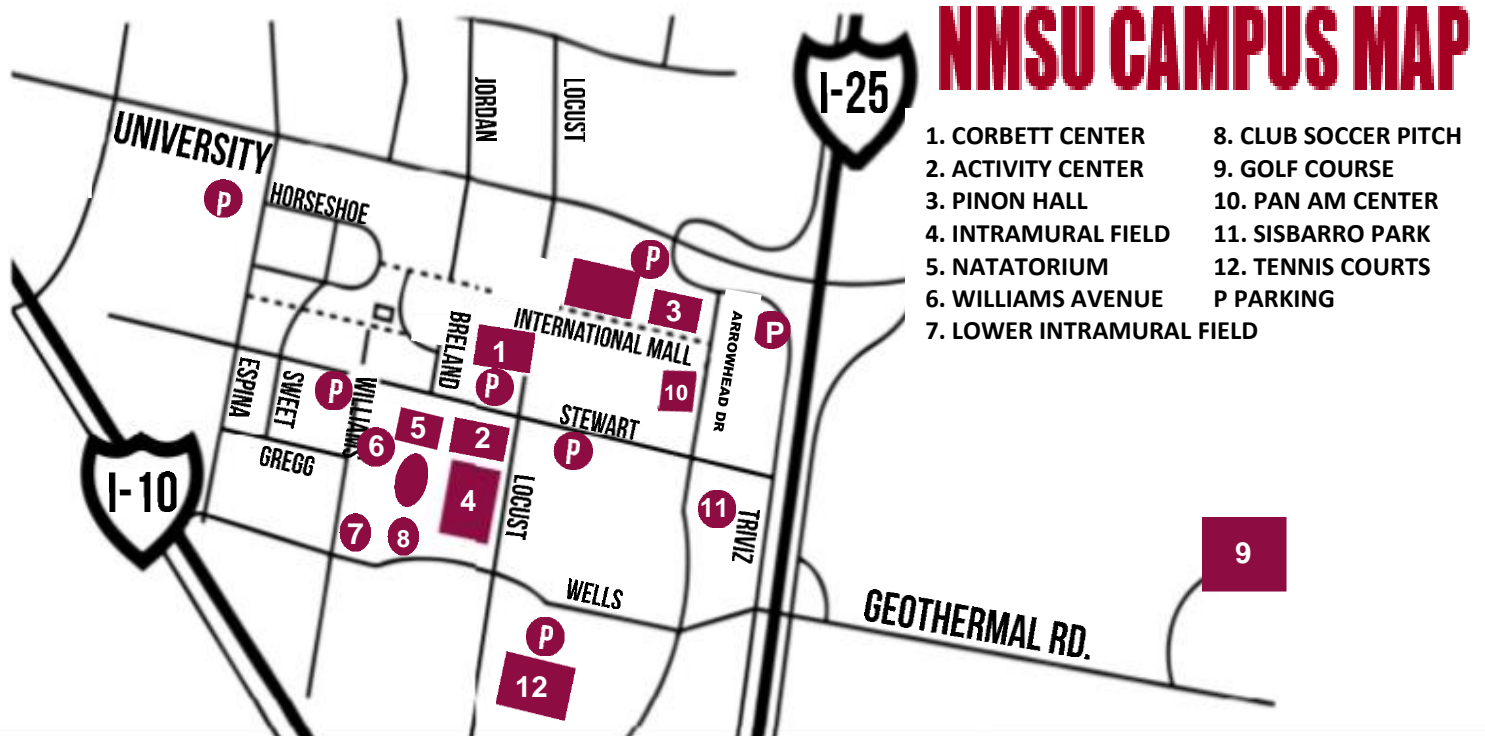 NMSU CAMPUS MAP
I-25
1. CORBETT CENTER
2. ACTIVITY CENTER
3. PINON HALL
4. INTRAMURAL FIELD
5. NATATORIUM
6. WILLIAMS AVENUE
7. LOWER INTRAMURAL FIELD
8. CLUB SOCCER PITCH
9. GOLF COURSE
10. PAN AM CENTER
11. SISBARRO PARK
12. TENNIS COURTS
P PARKING
JORDAN
LOCUST
UNIVERSITY
P
HORSESHOE
P
3
P
ARROWHEAD DR
INTERNATIONAL MALL
BRELAND
1
P
10
ESPINA
SWEET
P
WILLIAMS
STEWART
5
2
6
P
GREGG
I-10
4
LOCUST
11
TRIVIZ
7
8
9
WELLS
GEOTHERMAL RD.
P
12